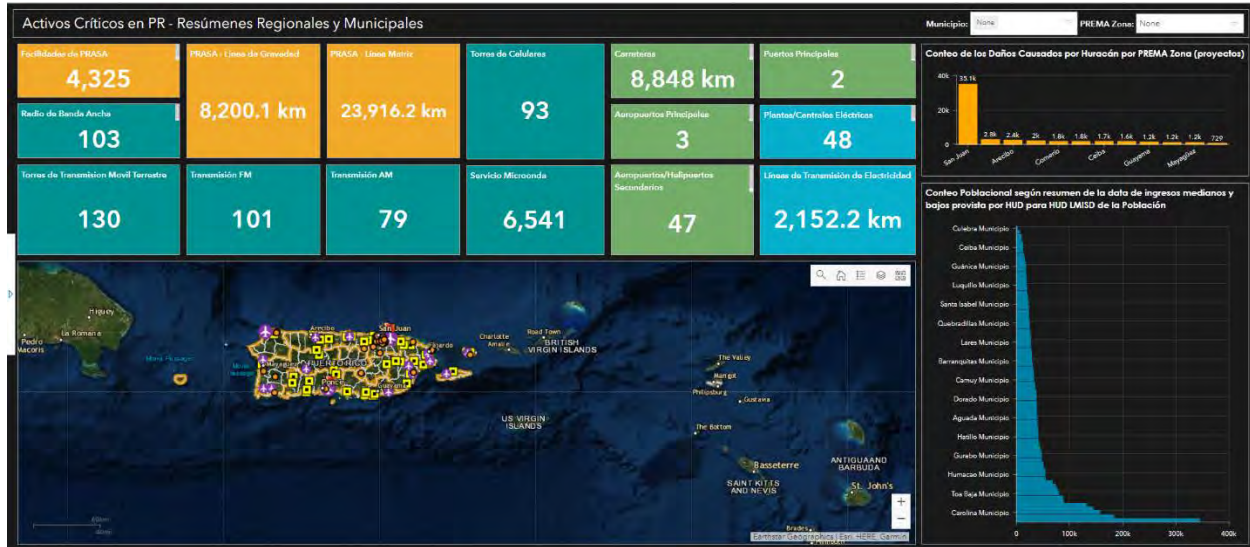 Activos Críticos en PR - Resúmenes Regionales y Municipales
Municipio: None
PREMA Zona: None
Facilidades de PRASA
4,325
PRASA - Línea de Gravedad
8,200.1 km
PRASA - Línea Matriz
23,916.2 km
Torres de Celulares
93
Carreteras
8,848 km
Puertos Principales
2
Radio de Banda Ancha
103
Aeropuertos Principales
3
Plantas/Centrales Eléctricas
48
Torres de Transmision Movil Terrestre
130
Transmisión FM
101
Transmisión AM
79
Servicio Microonda
6,541
Aeropuertos/Helipuertos
Secundarios
47
Líneas de Transmisión de Electricidad
2,152.2 km
Conteo de los Daños Causados por Huracán por PREMA Zona (proyectos)
40k
20k
0
35.1k
2.8k
2.4k
2k
1.8k
1.8k
1.7k
1.6k
1.2k
1.2k
1.2k
729
San Juan
Arecibo
Comerío
Ceiba
Guayama
Mayagüez
Conteo Poblacional según resumen de la data de ingresos medianos y
bajos provista por HUD para HUD LMISD de la Población
Culebra Municipio
Ceiba Municipio
Guánica Municipio
Luquillo Municipio
Santa Isabel Municipio
Quebradillas Municipio
Lares Municipio
Barranquitas Municipio
Camuy Municipio
Dorado Municipio
Aguada Municipio
Hatillo Municipio
Gurabo Municipio
Humacao Municipio
Toa Baja Municipio
Carolina Municipio
0
100k
200k
300k
400k
Higuey
La Romana
Pedro
Macoris
Mona Passage
Arecibo
San Juan
Fajardo
Mayagüez
PUERTO RICO
Ponce
Guayama
Charlotte
Amalie
Road Town
BRITISH
VIRGIN ISLANDS
US VIRGIN
ISLANDS
The Valley
Marigot
Philipsburg
Gustavia
The Bottom
Basseterre
SAINT KITTS
AND NEVIS
ANTIGUA AND
BARBUDA
St. John's
Brades
+
−
Earthstar Geographics | Esri, HERE, Garmin